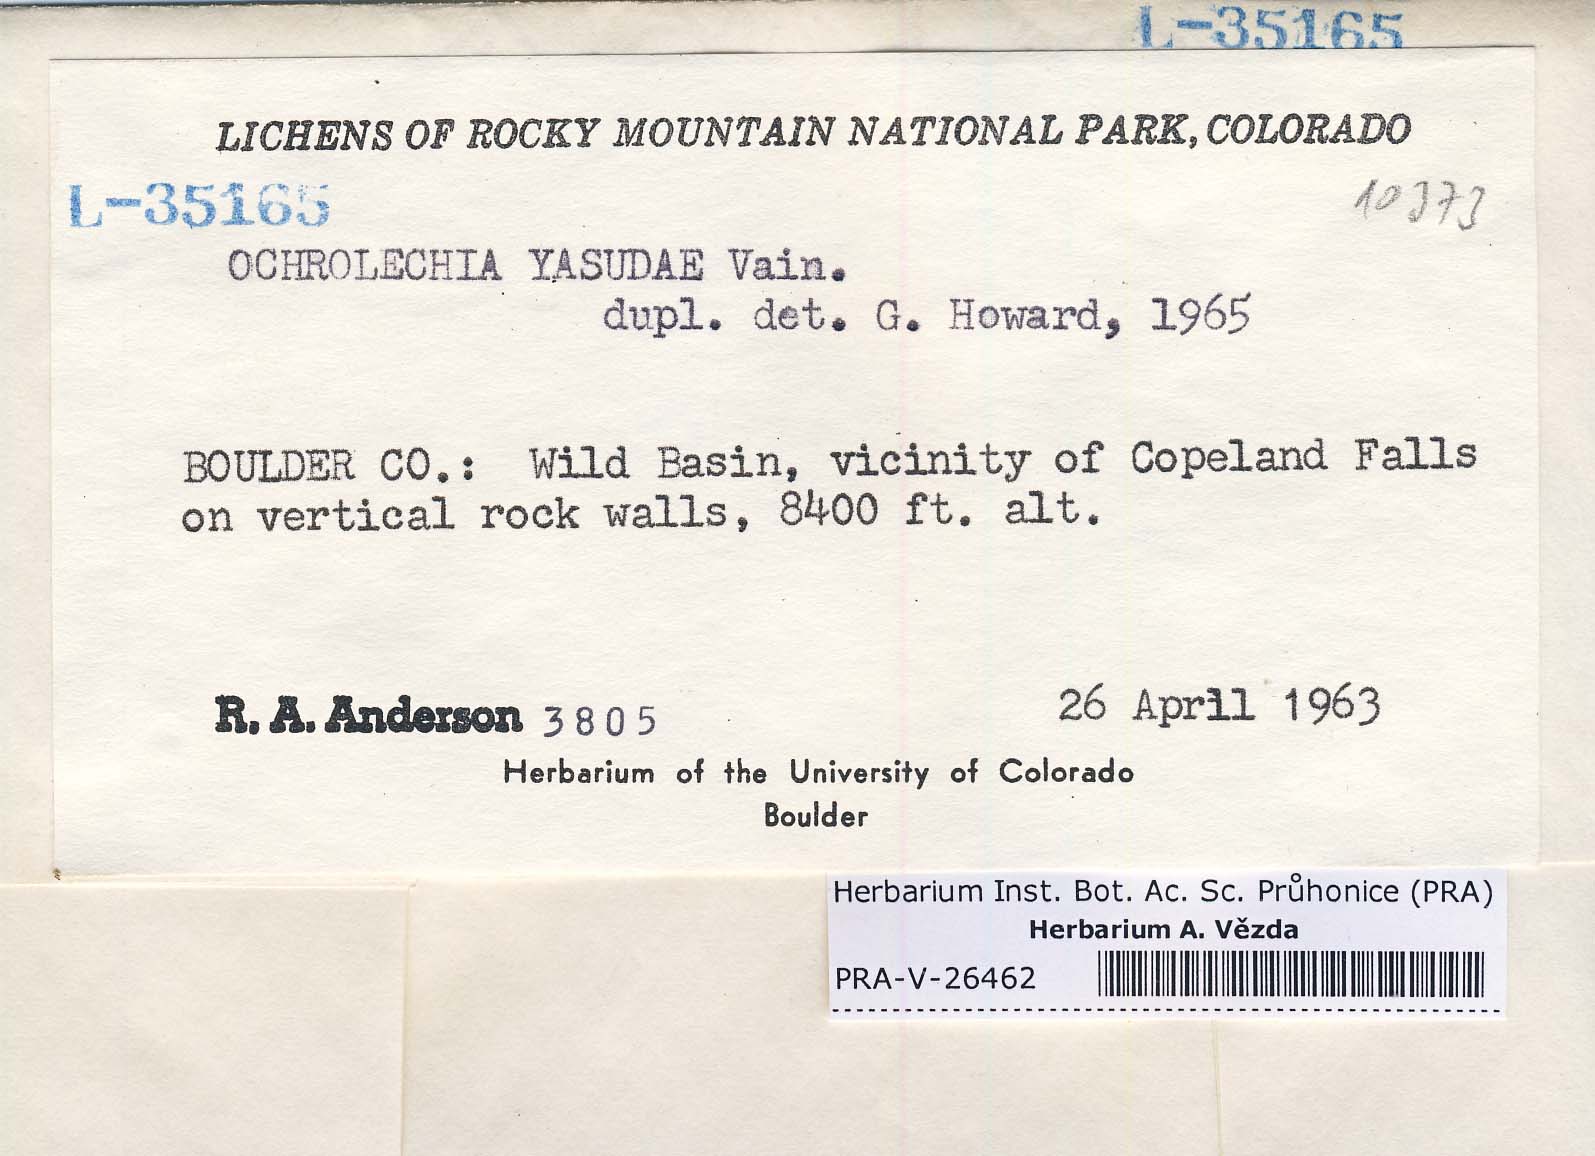 L-35165
LICHENS OF ROCKY MOUNTAIN NATIONAL PARK, COLORADO
L-35165
10373
OCHROLECHIA YASUDAE Vain.
dupl. det. G. Howard, 1965
BOULDER CO.: Wild Basin, vicinity of Copeland Falls
on vertical rock walls, 8400 ft. alt.
R. A. Anderson 3805
26 April 1963
Herbarium of the University of Colorado
Boulder
Herbarium Inst. Bot. Ac. Sc. Průhonice (PRA)
Herbarium A. Vězda
PRA-V-26462